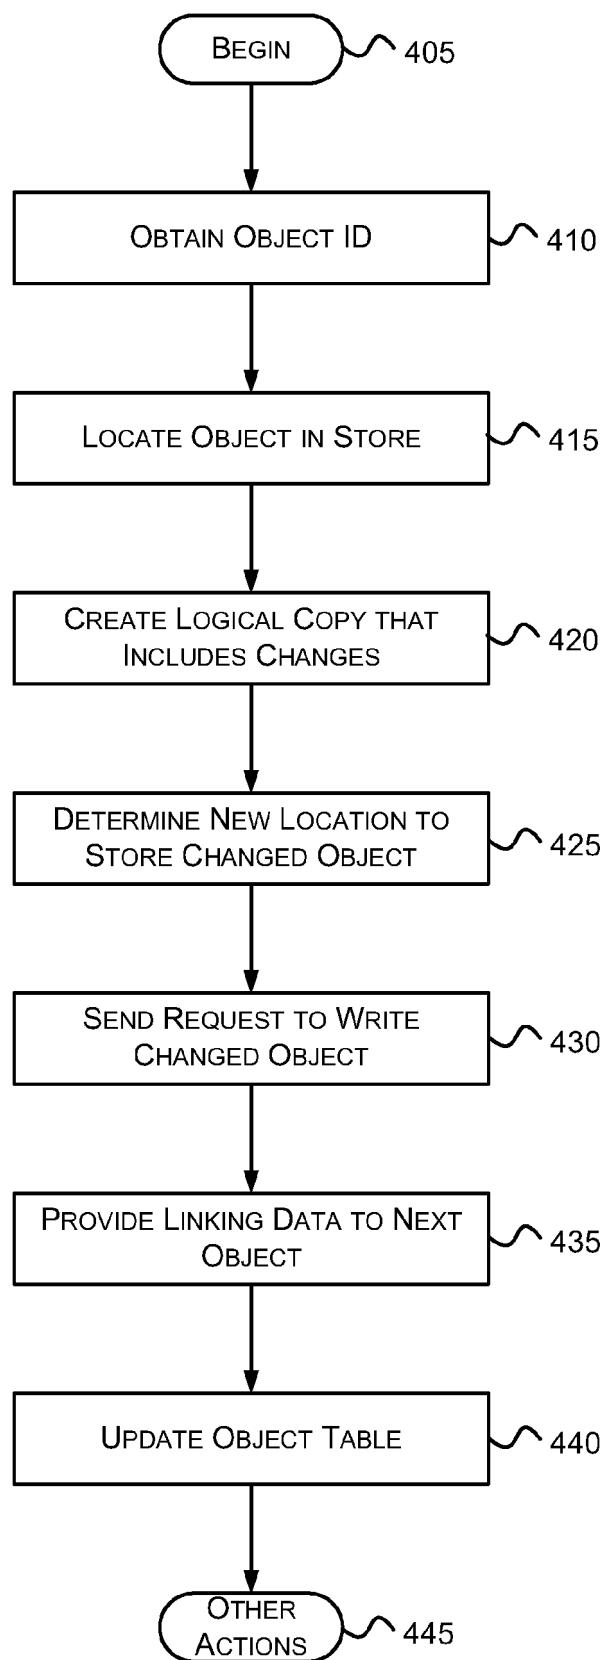 BEGIN
405
OBTAIN OBJECT ID
410
LOCATE OBJECT IN STORE
415
CREATE LOGICAL COPY THAT
INCLUDES CHANGES
420
DETERMINE NEW LOCATION TO
STORE CHANGED OBJECT
425
SEND REQUEST TO WRITE
CHANGED OBJECT
430
PROVIDE LINKING DATA TO NEXT
OBJECT
435
UPDATE OBJECT TABLE
440
OTHER
ACTIONS
445